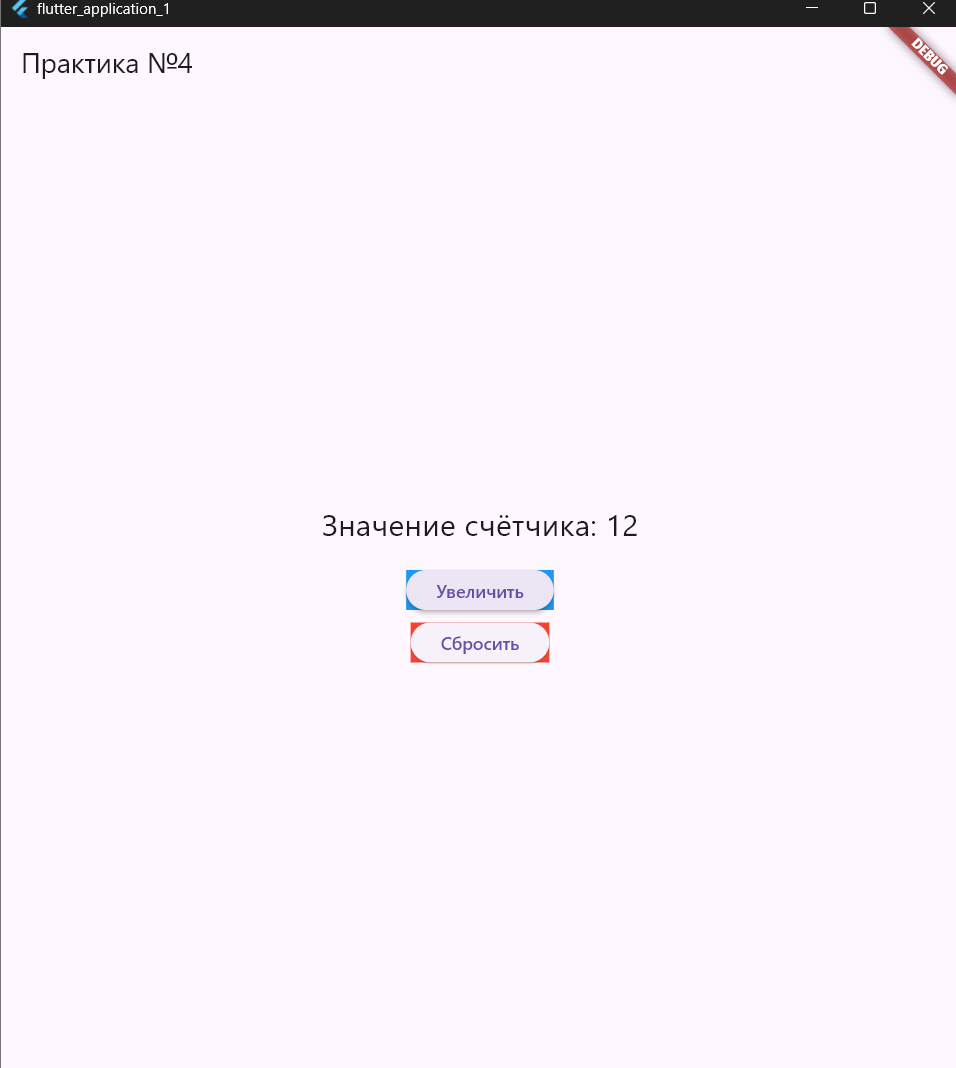 flutter_application_1
DEBUG
Практика №4
Значение счётчика: 12
Увеличить
Сбросить